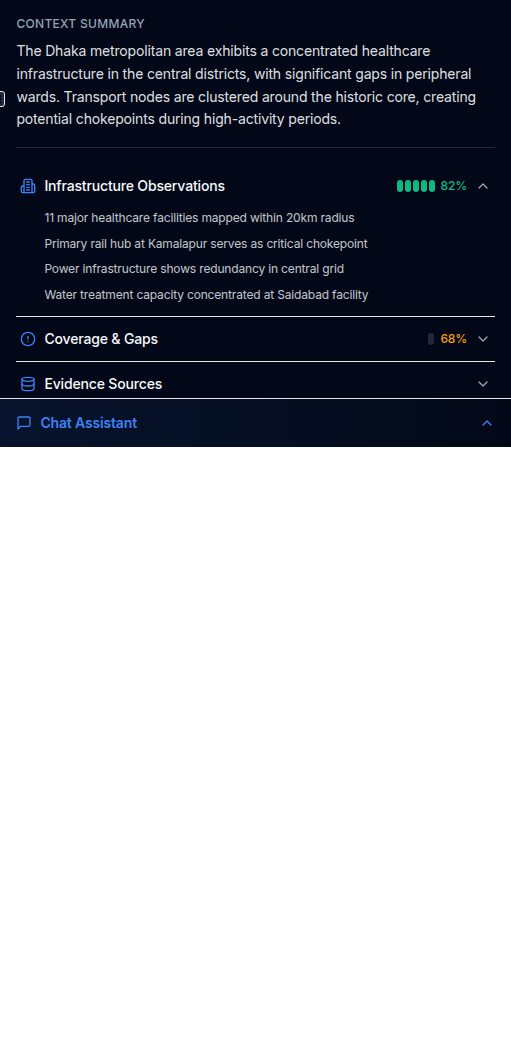 CONTEXT SUMMARY
The Dhaka metropolitan area exhibits a concentrated healthcare
infrastructure in the central districts, with significant gaps in peripheral
wards. Transport nodes are clustered around the historic core, creating
potential chokepoints during high-activity periods.
Infrastructure Observations 82%
11 major healthcare facilities mapped within 20km radius
Primary rail hub at Kamalapur serves as critical chokepoint
Power infrastructure shows redundancy in central grid
Water treatment capacity concentrated at Saidabad facility
Coverage & Gaps 68%
Evidence Sources
Chat Assistant